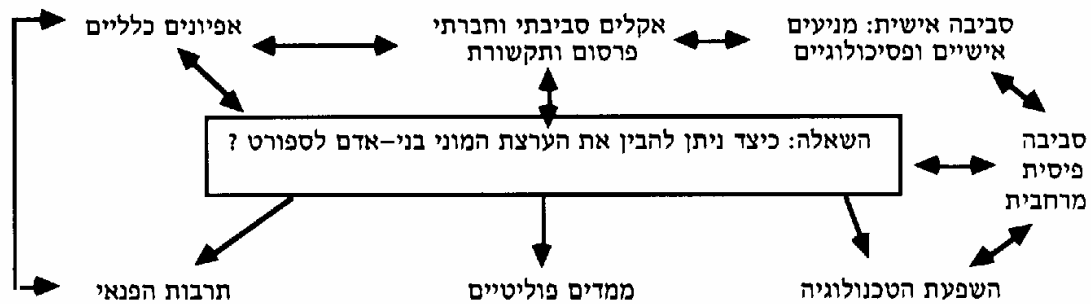 סביבה אישית: מניעים
אישיים ופסיכולוגיים
אקלים סביבתי וחברתי
פרסום ותקשורת
אפיונים כלליים
השאלה: כיצד ניתן להבין את הערצת המוני בני-אדם לספורט ?
סביבה
פיסית
מרחבית
השפעת הטכנולוגיה
ממדים פוליטיים
תרבות הפנאי